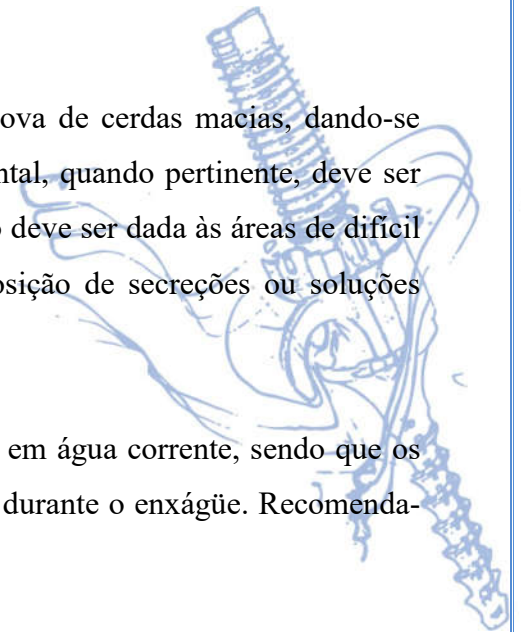 ova de cerdas macias, dando-se
ntal, quando pertinente, deve ser
o deve ser dada às áreas de difícil
osição de secreções ou soluções
em água corrente, sendo que os
durante o enxágüe. Recomenda-